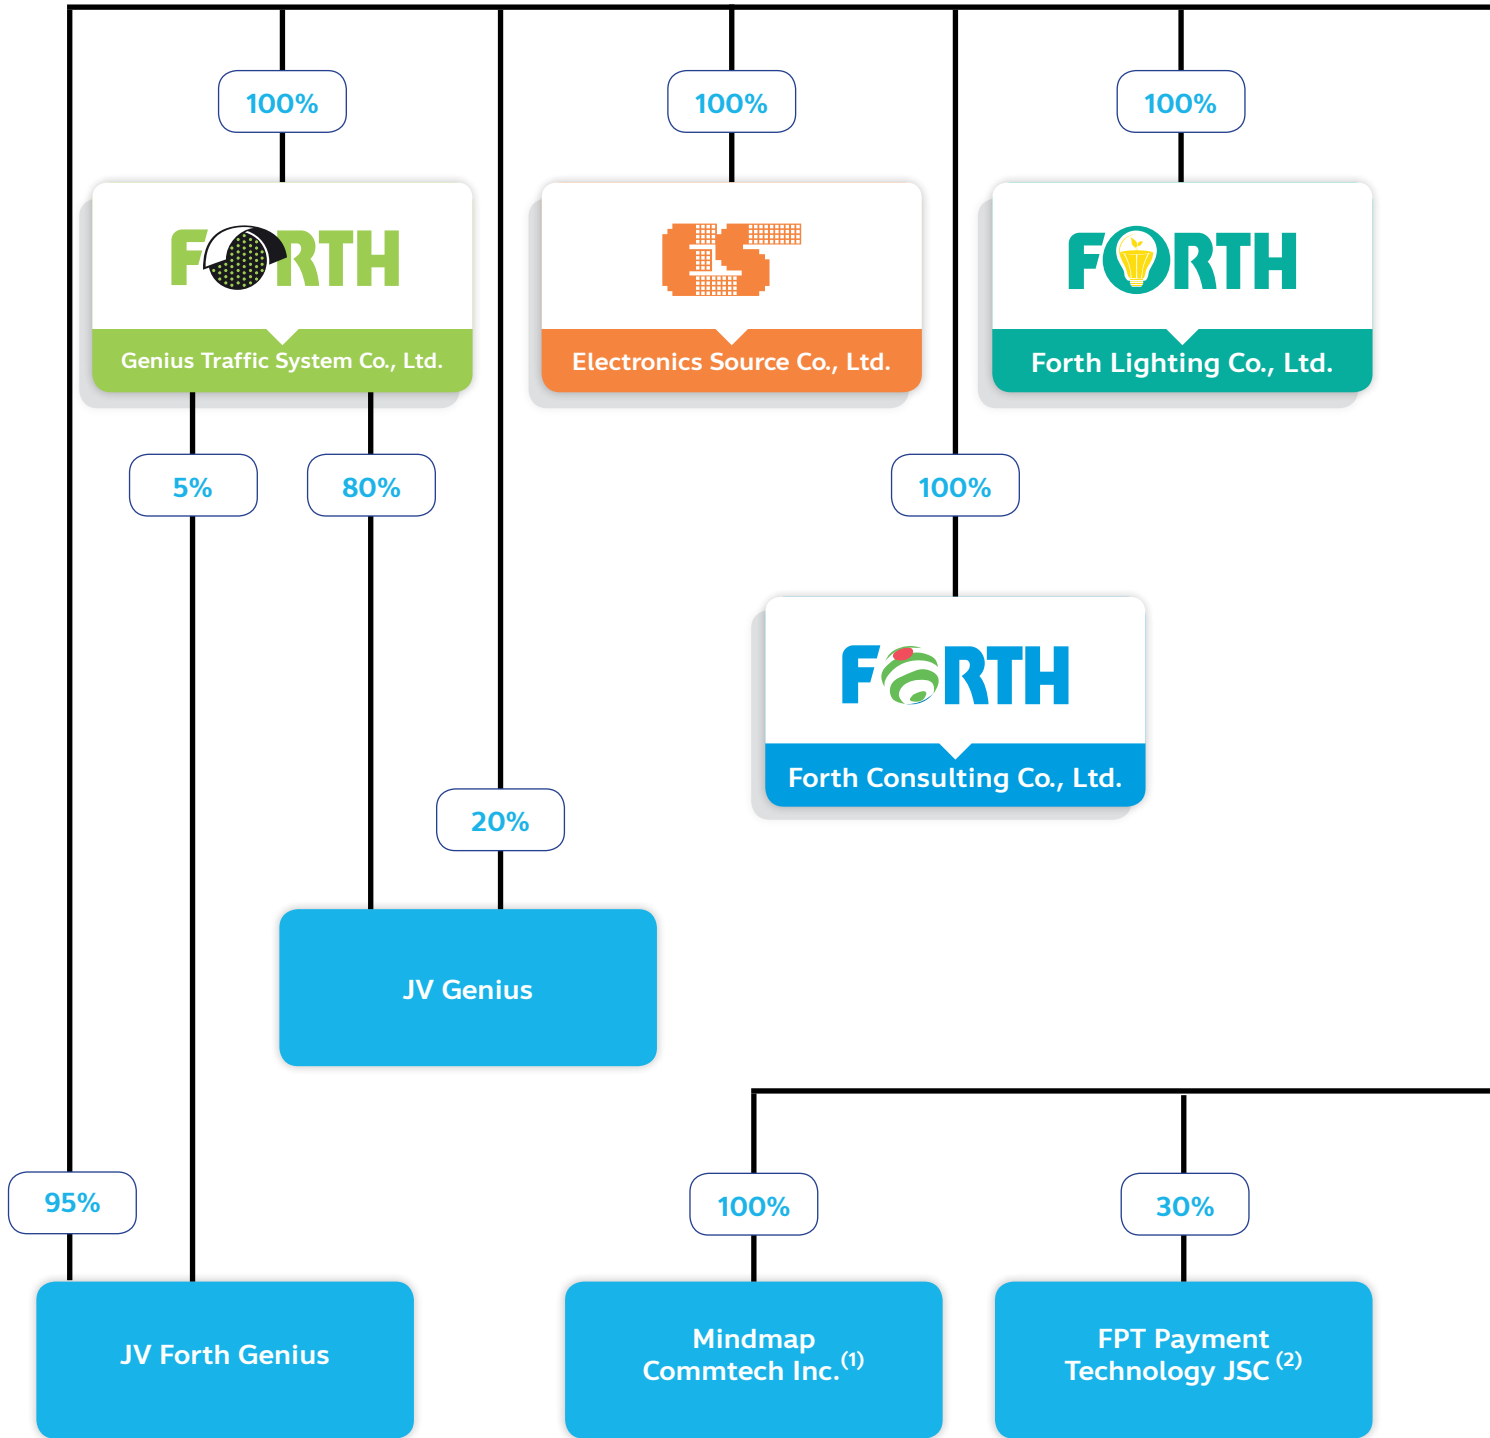 100%
100%
100%
FORTH
ES
FORTH
Genius Traffic System Co., Ltd.
Electronics Source Co., Ltd.
Forth Lighting Co., Ltd.
5%
80%
100%
FORTH
Forth Consulting Co., Ltd.
20%
JV Genius
95%
100%
30%
JV Forth Genius
Mindmap
Commtech Inc.(1)
FPT Payment
Technology JSC (2)